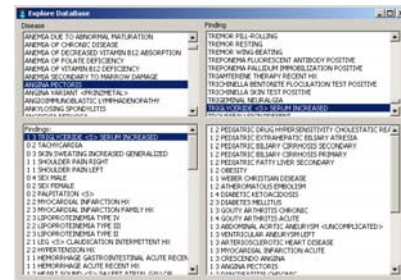 Explore DataBase
Disease
ANEMIA DUE TO ABNORMAL MATURATION
ANEMIA OF CHRONIC DISEASE
ANEMIA OF DECREASED VITAMIN B12 ABSORPTION
ANEMIA OF FOLATE DEFICIENCY
ANEMIA OF VITAMIN B12 DEFICIENCY
ANEMIA SECONDARY TO MARROW DAMAGE
ANGINA PECTORIS
ANGINA VARIANT <PRINZMETAL>
ANGIOIMMUNOBLASTIC LYMPHADENOPATHY
ANKYLOSING SPONDYLITIS
Finding
TREMOR PILL-ROLLING
TREMOR RESTING
TREMOR WING-BEATING
TREPONEMA FLUORESCENT ANTIBODY POSITIVE
TREPONEMA PALLIDUM IMMOBILIZATION POSITIVE
TRIAMTERENE THERAPY RECENT HX
TRICHINELLA BENTONITE FLOCCULATION TEST POSITIVE
TRICHINELLA SKIN TEST POSITIVE
TRIGEMINAL NEURALGIA
TRIGLYCERIDE <S> SERUM INCREASED
Findings:
1 3 TRIGLYCERIDE <S> SERUM INCREASED
0 2 TACHYCARDIA
0 3 SKIN SWEATING INCREASED GENERALIZED
1 1 SHOULDER PAIN RIGHT
1 3 SHOULDER PAIN LEFT
0 4 SEX MALE
0 2 SEX FEMALE
0 2 PALPITATION <S>
2 3 MYOCARDIAL INFARCTION HX
2 3 MYOCARDIAL INFARCTION FAMILY HX
2 3 LIPOPROTEINEMIA TYPE IV
LIPOPROTEINEMIA TYPE III
LIPOPROTEINEMIA TYPE II
2 1 LEG <S> CLAUDICATION INTERMITTENT HX
2 2 HYPERTENSION HX
1 1 HEMORRHAGE GASTROINTESTINAL ACUTE RECEN
1 1 HEMORRHAGE ACUTE RECENT HX
1 2 PEDIATRIC DRUG HYPERSENSITIVITY CHOLESTATIC REA
1 2 PEDIATRIC EXTRAHEPATIC BILIARY ATRESIA
1 2 PEDIATRIC BILIARY CIRRHOSIS SECONDARY
1 2 PEDIATRIC BILIARY CIRRHOSIS PRIMARY
1 2 PEDIATRIC FATTY LIVER SECONDARY
1 2 OBESITY
1 1 WEBER CHRISTIAN DISEASE
1 2 ATHEROMATOUS EMBOLISM
1 4 DIABETIC KETOACIDOSIS
1 3 DIABETES MELLITUS
1 3 GOUTY ARTHRITIS CHRONIC
1 4 GOUTY ARTHRITIS ACUTE
1 3 ABDOMINAL AORTIC ANEURYSM <UNCOMPLICATED>
1 3 VENTRICULAR ANEURYSM LEFT
1 3 ARTERIOSCLEROTIC HEART DISEASE
1 3 MYOCARDIAL INFARCTION ACUTE
1 3 CRESCENDO ANGINA
1 3 ANGINA PECTORIS